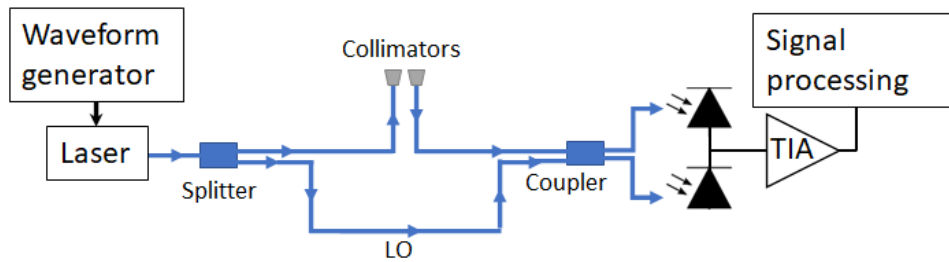 Waveform
generator
Laser
Splitter
Collimators
LO
Coupler
TIA
Signal
processing